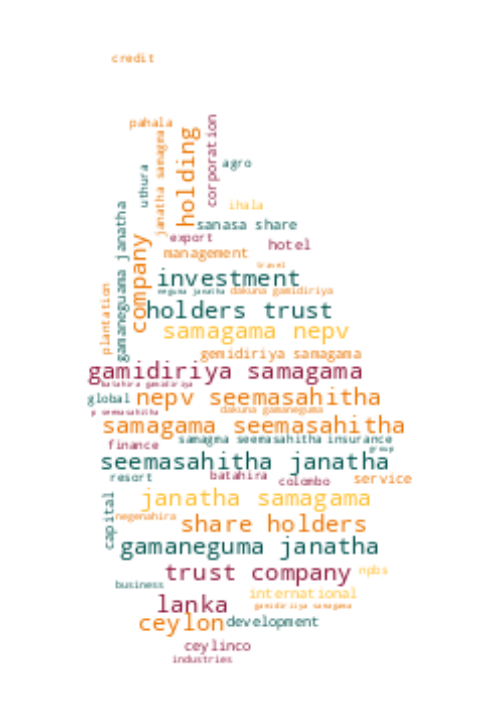 credit
pahala
corporation
janatha samagma
holding
agro
uthura
ihala
gamaneguma janatha
sanasa share
export
hotel
company
management
travel
investment
plantation
neguma janatha
dakuna gamidiriya
holders trust
samagama nepv
gemidiriya samagama
gamidiriya samagama
batahira gamidiriya
global
nepv seemasahitha
p seemasahitha
dakuna gamaneguma
samagama seemasahitha
samagma seemasahitha insurance
finance
group
seemasahitha janatha
resort
batahira
colombo
service
capital
janatha samagama
negenahira
share holders
gamaneguma janatha
trust company
npbs
business
international
lanka
gamidiriya samagama
ceylon
development
ceylinco
industries